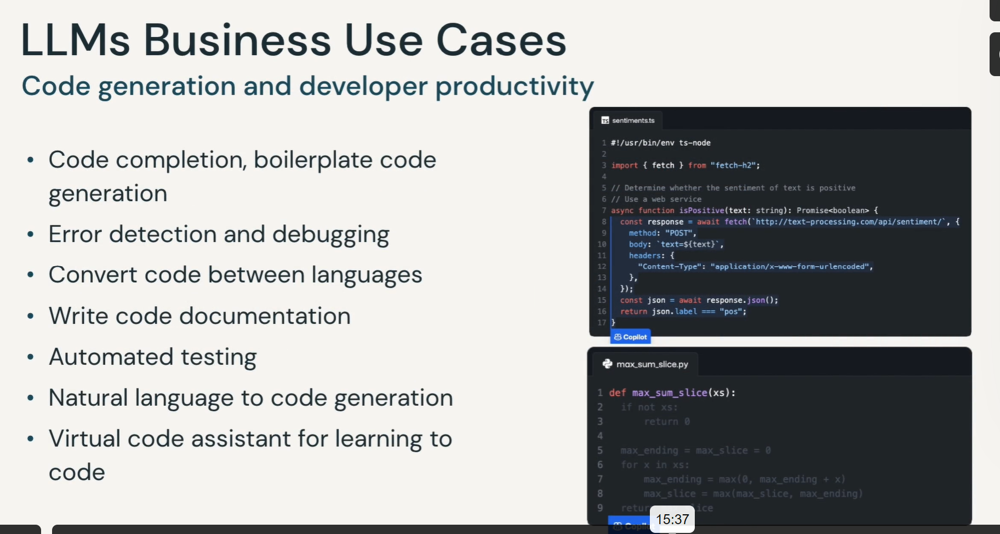 LLMs Business Use Cases
Code generation and developer productivity
• Code completion, boilerplate code
generation
• Error detection and debugging
• Convert code between languages
• Write code documentation
• Automated testing
• Natural language to code generation
• Virtual code assistant for learning to
code
TS sentiments.ts
1 #!/usr/bin/env ts-node
2
3 import { fetch } from "fetch-h2";
4
5 // Determine whether the sentiment of text is positive
6 // Use a web service
7 async function isPositive(text: string): Promise<boolean> {
8 const response = await fetch(`http://text-processing.com/api/sentiment/`, {
9 method: "POST",
10 body: `text=${text}`,
11 headers: {
12 "Content-Type": "application/x-www-form-urlencoded",
13 },
14 });
15 const json = await response.json();
16 return json.label === "pos";
17 }
Copilot
max_sum_slice.py
1 def max_sum_slice(xs):
2 if not xs:
3 return 0
4
5 max_ending = max_slice = 0
6 for x in xs:
7 max_ending = max(0, max_ending + x)
8 max_slice = max(max_slice, max_ending)
9
15:37